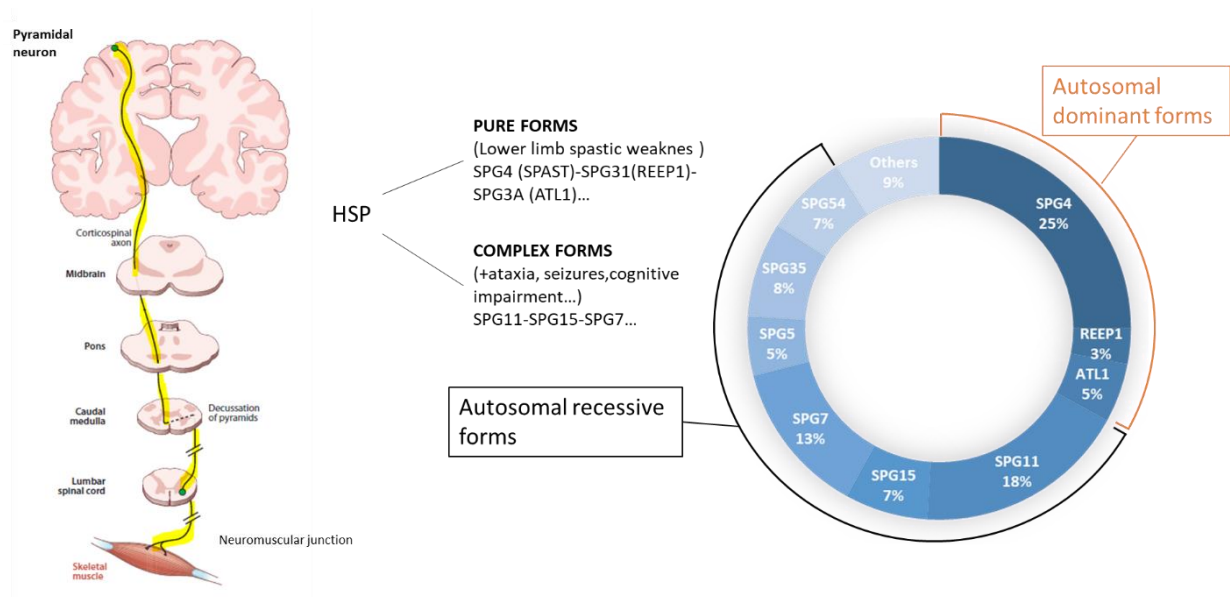 Pyramidal
neuron
Corticospinal
axon
Midbrain
Pons
Caudal
medulla
Decussation
of pyramids
Lumbar
spinal cord
Neuromuscular junction
Skeletal
muscle
HSP
PURE FORMS
(Lower limb spastic weaknes )
SPG4 (SPAST)-SPG31(REEP1)-
SPG3A (ATL1)...
COMPLEX FORMS
(+ataxia, seizures,cognitive
impairment...)
SPG11-SPG15-SPG7...
Autosomal recessive
forms
Autosomal
dominant forms
Others
9%
SPG4
25%
REEP1
3%
ATL1
5%
SPG11
18%
SPG15
7%
SPG7
13%
SPG5
5%
SPG35
8%
SPG54
7%